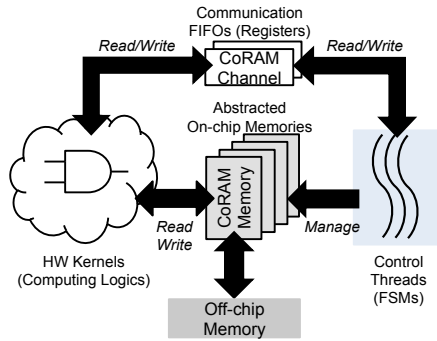 Communication
FIFOs (Registers)
Read/Write
Read/Write
CoRAM
Channel
Abstracted
On-chip Memories
CoRAM
Memory
Read
Write
Manage
HW Kernels
(Computing Logics)
Control
Threads
(FSMs)
Off-chip
Memory